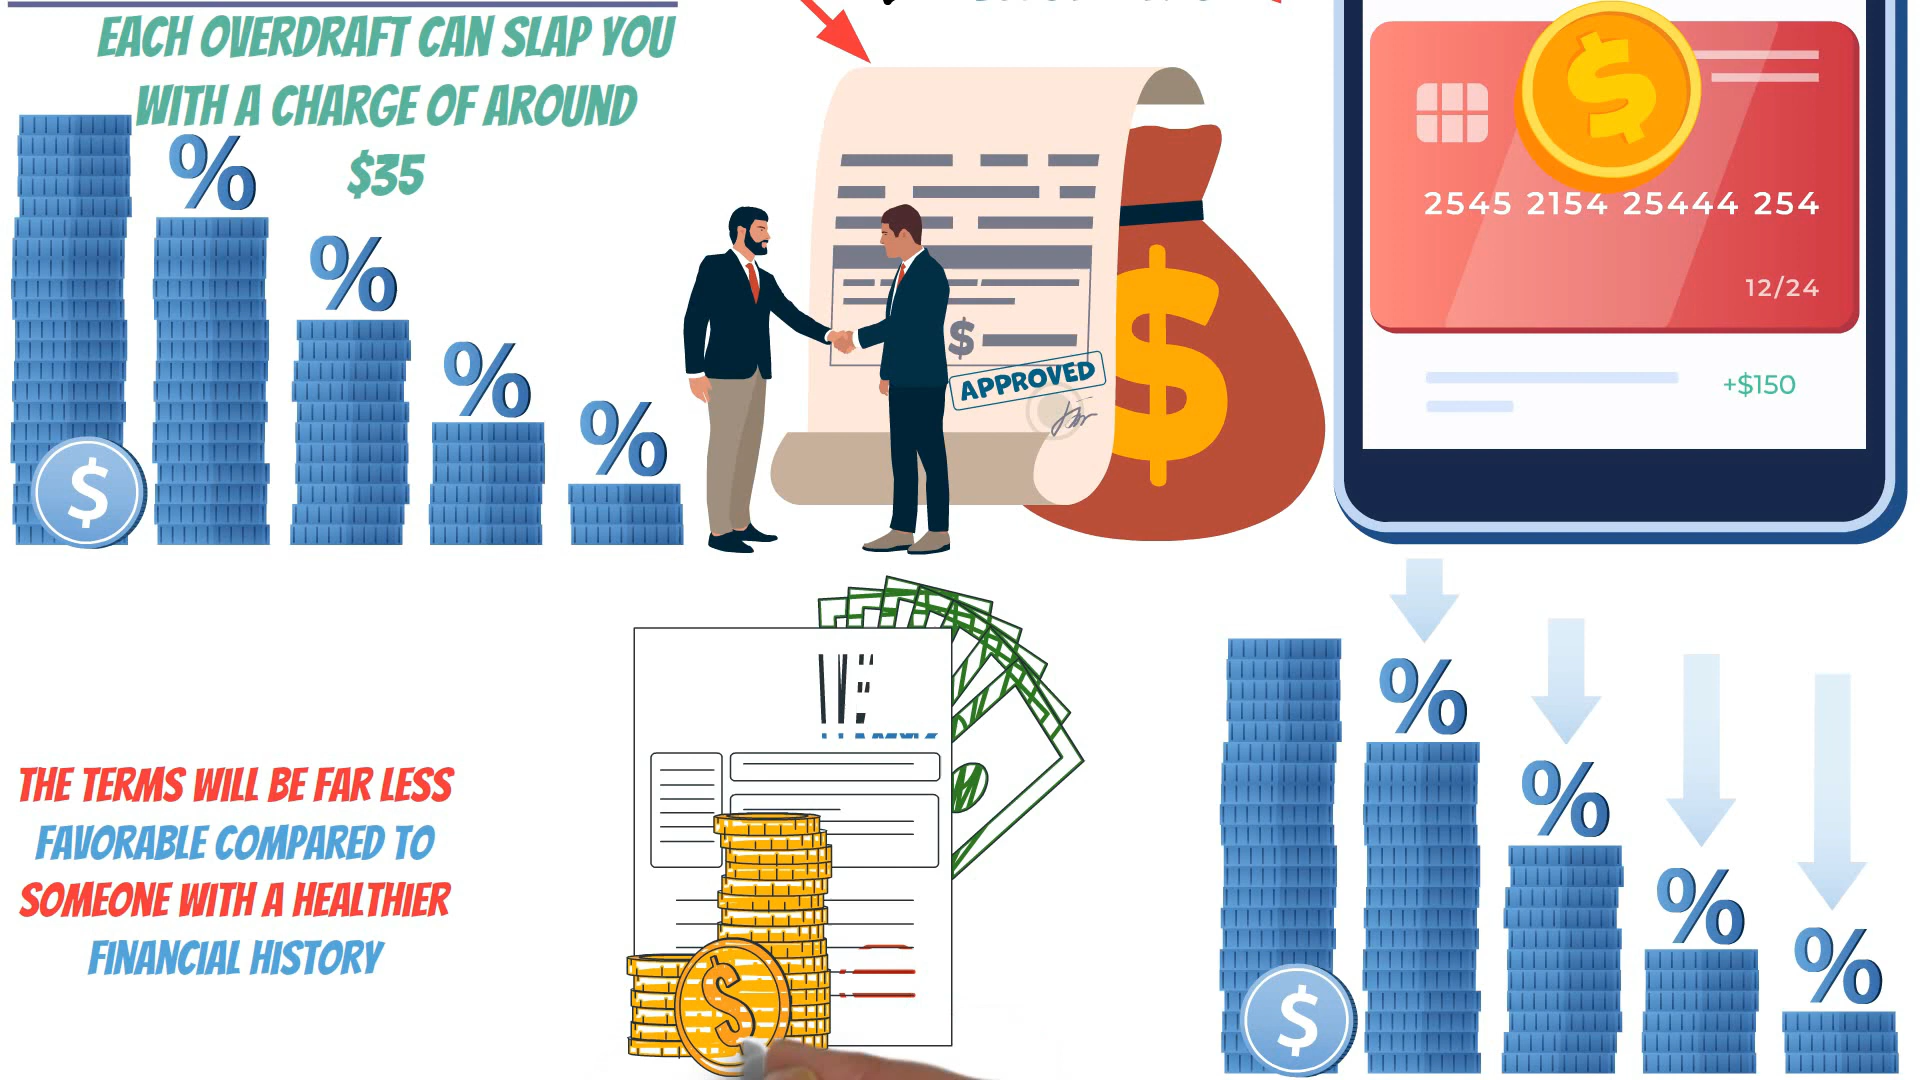 EACH OVERDRAFT CAN SLAP YOU
WITH A CHARGE OF AROUND
$35
%
%
%
%
$
$
APPROVED
$
$
2545 2154 25444 254
12/24
+$150
THE TERMS WILL BE FAR LESS
FAVORABLE COMPARED TO
SOMEONE WITH A HEALTHIER
FINANCIAL HISTORY
$
%
%
%
%
$